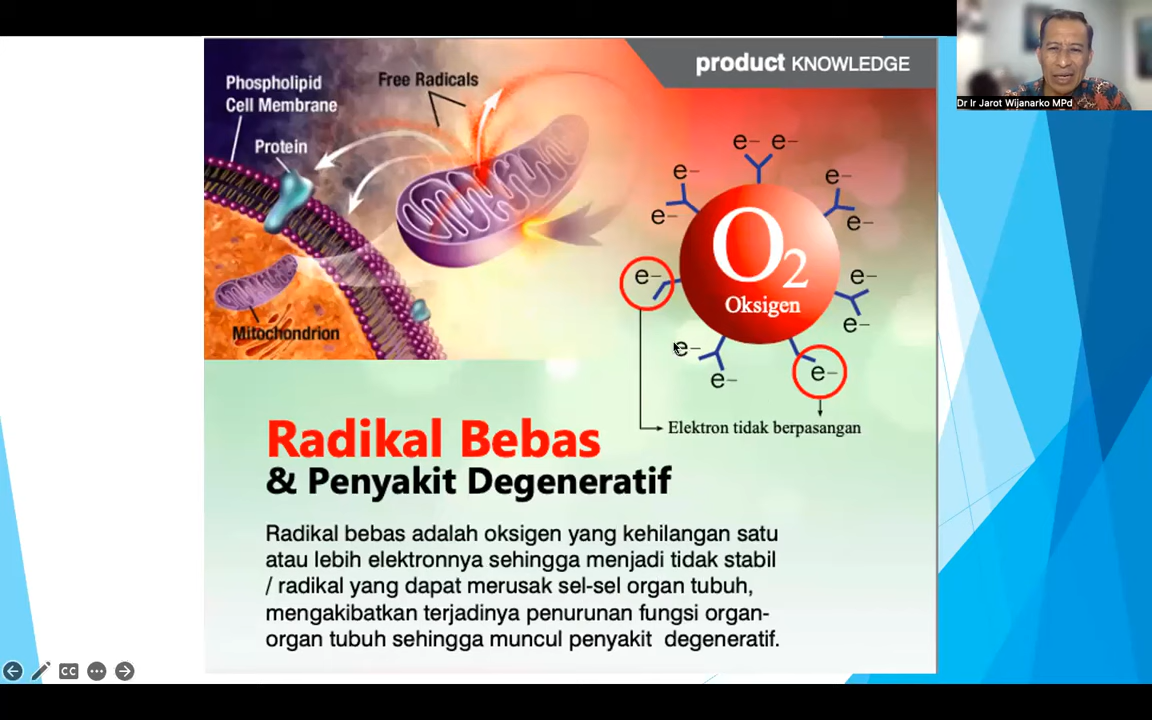 product KNOWLEDGE
Phospholipid
Cell Membrane
Free Radicals
Protein
Mitochondrion
e- e-
e-
e-
e-
e-
e-
e-
e-
e-
e-
e-
e-
O2
Oksigen
Elektron tidak berpasangan
Radikal Bebas
& Penyakit Degeneratif
Radikal bebas adalah oksigen yang kehilangan satu
atau lebih elektronnya sehingga menjadi tidak stabil
/ radikal yang dapat merusak sel-sel organ tubuh,
mengakibatkan terjadinya penurunan fungsi organ-
organ tubuh sehingga muncul penyakit degeneratif.
Dr Ir Jarot Wijanarko MPd
CC